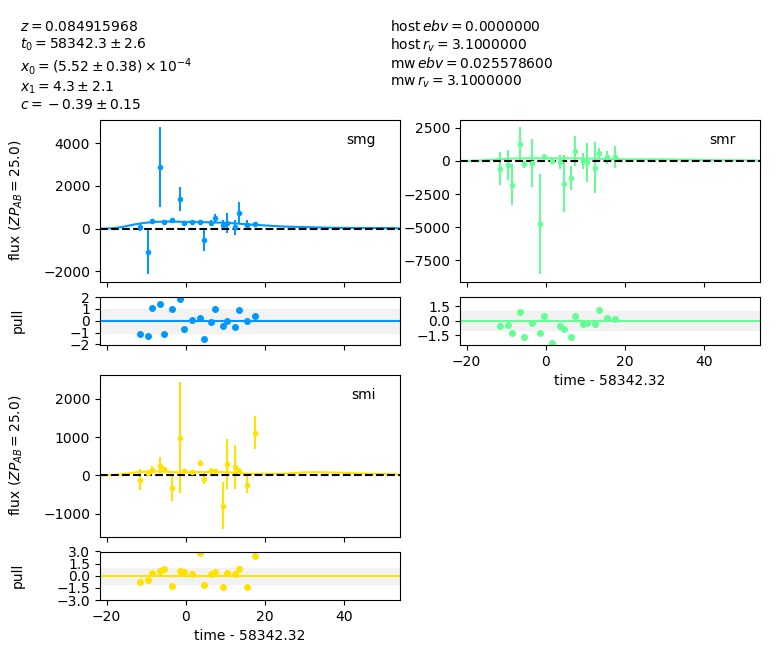 z = 0.084915968
t₀ = 58342.3 ± 2.6
x₀ = (5.52 ± 0.38) × 10⁻⁴
x₁ = 4.3 ± 2.1
c = −0.39 ± 0.15
host ebv = 0.0000000
host r_v = 3.1000000
mw ebv = 0.025578600
mw r_v = 3.1000000
smg
flux (ZP_AB = 25.0)
4000
2000
0
−2000
pull
2
1
0
−1
−2
smr
2500
0
−2500
−5000
−7500
1.5
0.0
−1.5
−20
0
20
40
time - 58342.32
smi
flux (ZP_AB = 25.0)
2000
1000
0
−1000
pull
3.0
1.5
0.0
−1.5
−3.0
−20
0
20
40
time - 58342.32